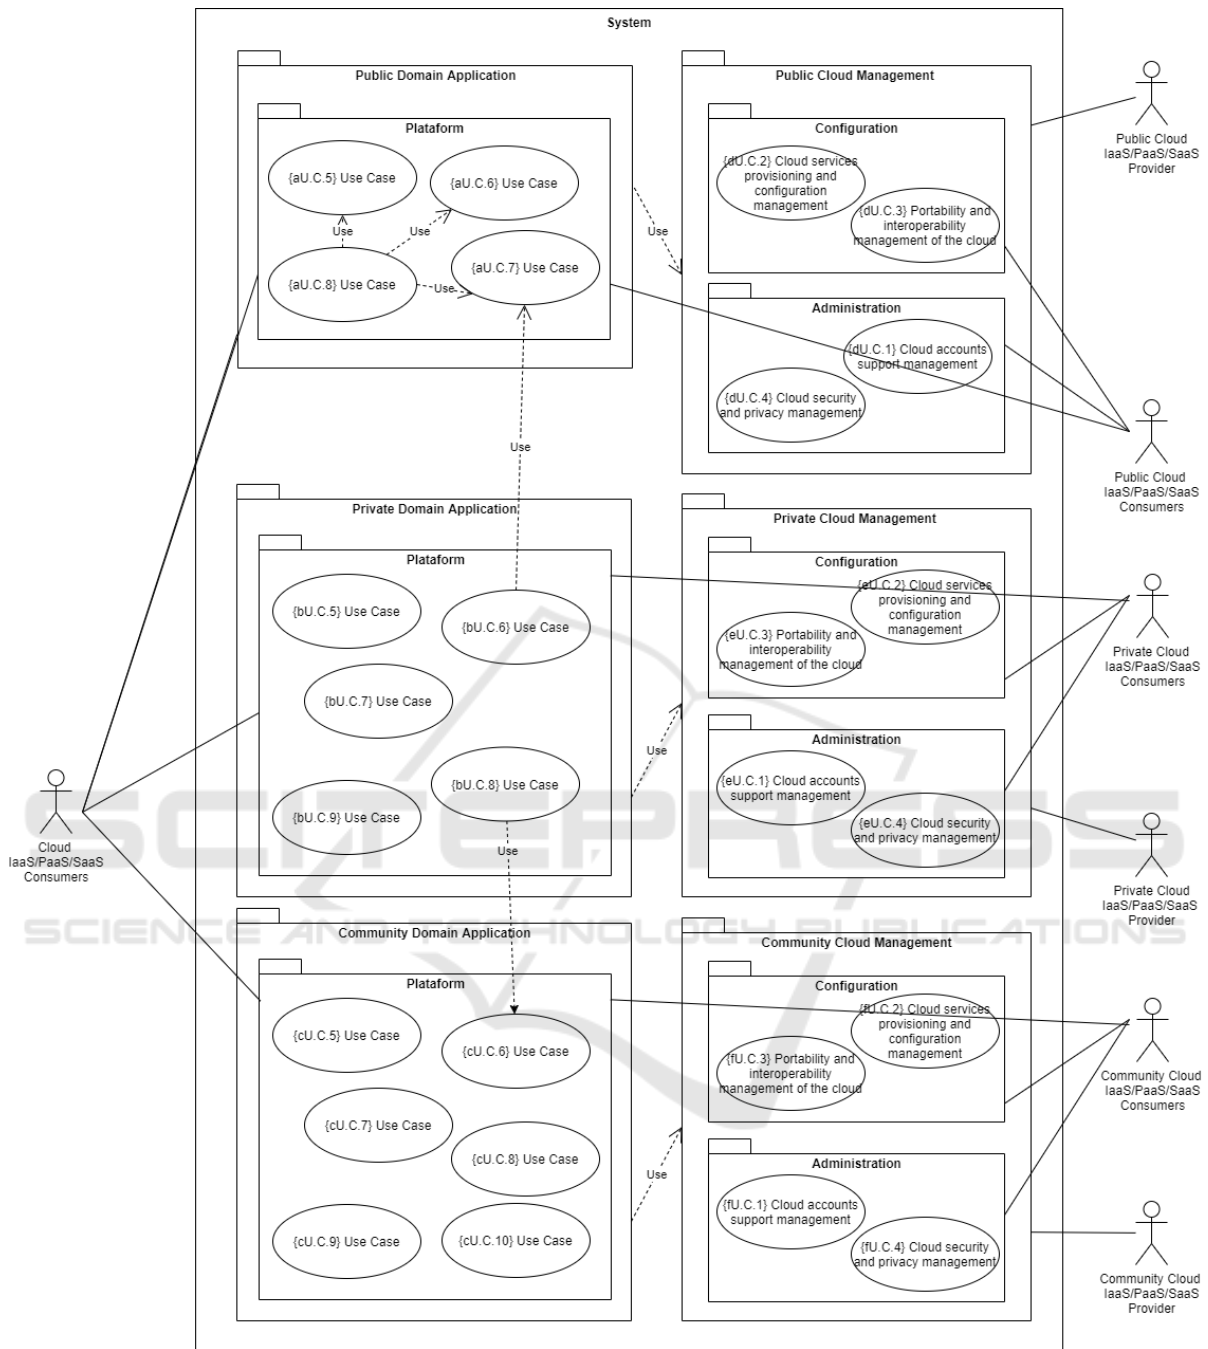 System
Public Domain Application
Plataform
{aU.C.5} Use Case
{aU.C.6} Use Case
Use
Use
{aU.C.7} Use Case
{aU.C.8} Use Case
Use
Use
Public Cloud Management
Configuration
{dU.C.2} Cloud services
provisioning and
configuration
management
{dU.C.3} Portability and
interoperability
management of the cloud
Administration
{dU.C.1} Cloud accounts
support management
{dU.C.4} Cloud security
and privacy management
Public Cloud
IaaS/PaaS/SaaS
Provider
Public Cloud
IaaS/PaaS/SaaS
Consumers
Use
Private Domain Application
Plataform
{bU.C.5} Use Case
{bU.C.6} Use Case
{bU.C.7} Use Case
{bU.C.8} Use Case
{bU.C.9} Use Case
Use
Use
Private Cloud Management
Configuration
{eU.C.2} Cloud services
provisioning and
configuration
management
{eU.C.3} Portability and
interoperability
management of the cloud
Administration
{eU.C.1} Cloud accounts
support management
{eU.C.4} Cloud security
and privacy management
Private Cloud
IaaS/PaaS/SaaS
Consumers
Private Cloud
IaaS/PaaS/SaaS
Provider
Cloud
IaaS/PaaS/SaaS
Consumers
SCITEPRESS
SCIENCE AND TECHNOLOGY PUBLICATIONS
Community Domain Application
Plataform
{cU.C.5} Use Case
{cU.C.6} Use Case
{cU.C.7} Use Case
{cU.C.8} Use Case
{cU.C.9} Use Case
{cU.C.10} Use Case
Use
Community Cloud Management
Configuration
{fU.C.2} Cloud services
provisioning and
configuration
management
{fU.C.3} Portability and
interoperability
management of the cloud
Administration
{fU.C.1} Cloud accounts
support management
{fU.C.4} Cloud security
and privacy management
Community Cloud
IaaS/PaaS/SaaS
Consumers
Community Cloud
IaaS/PaaS/SaaS
Provider